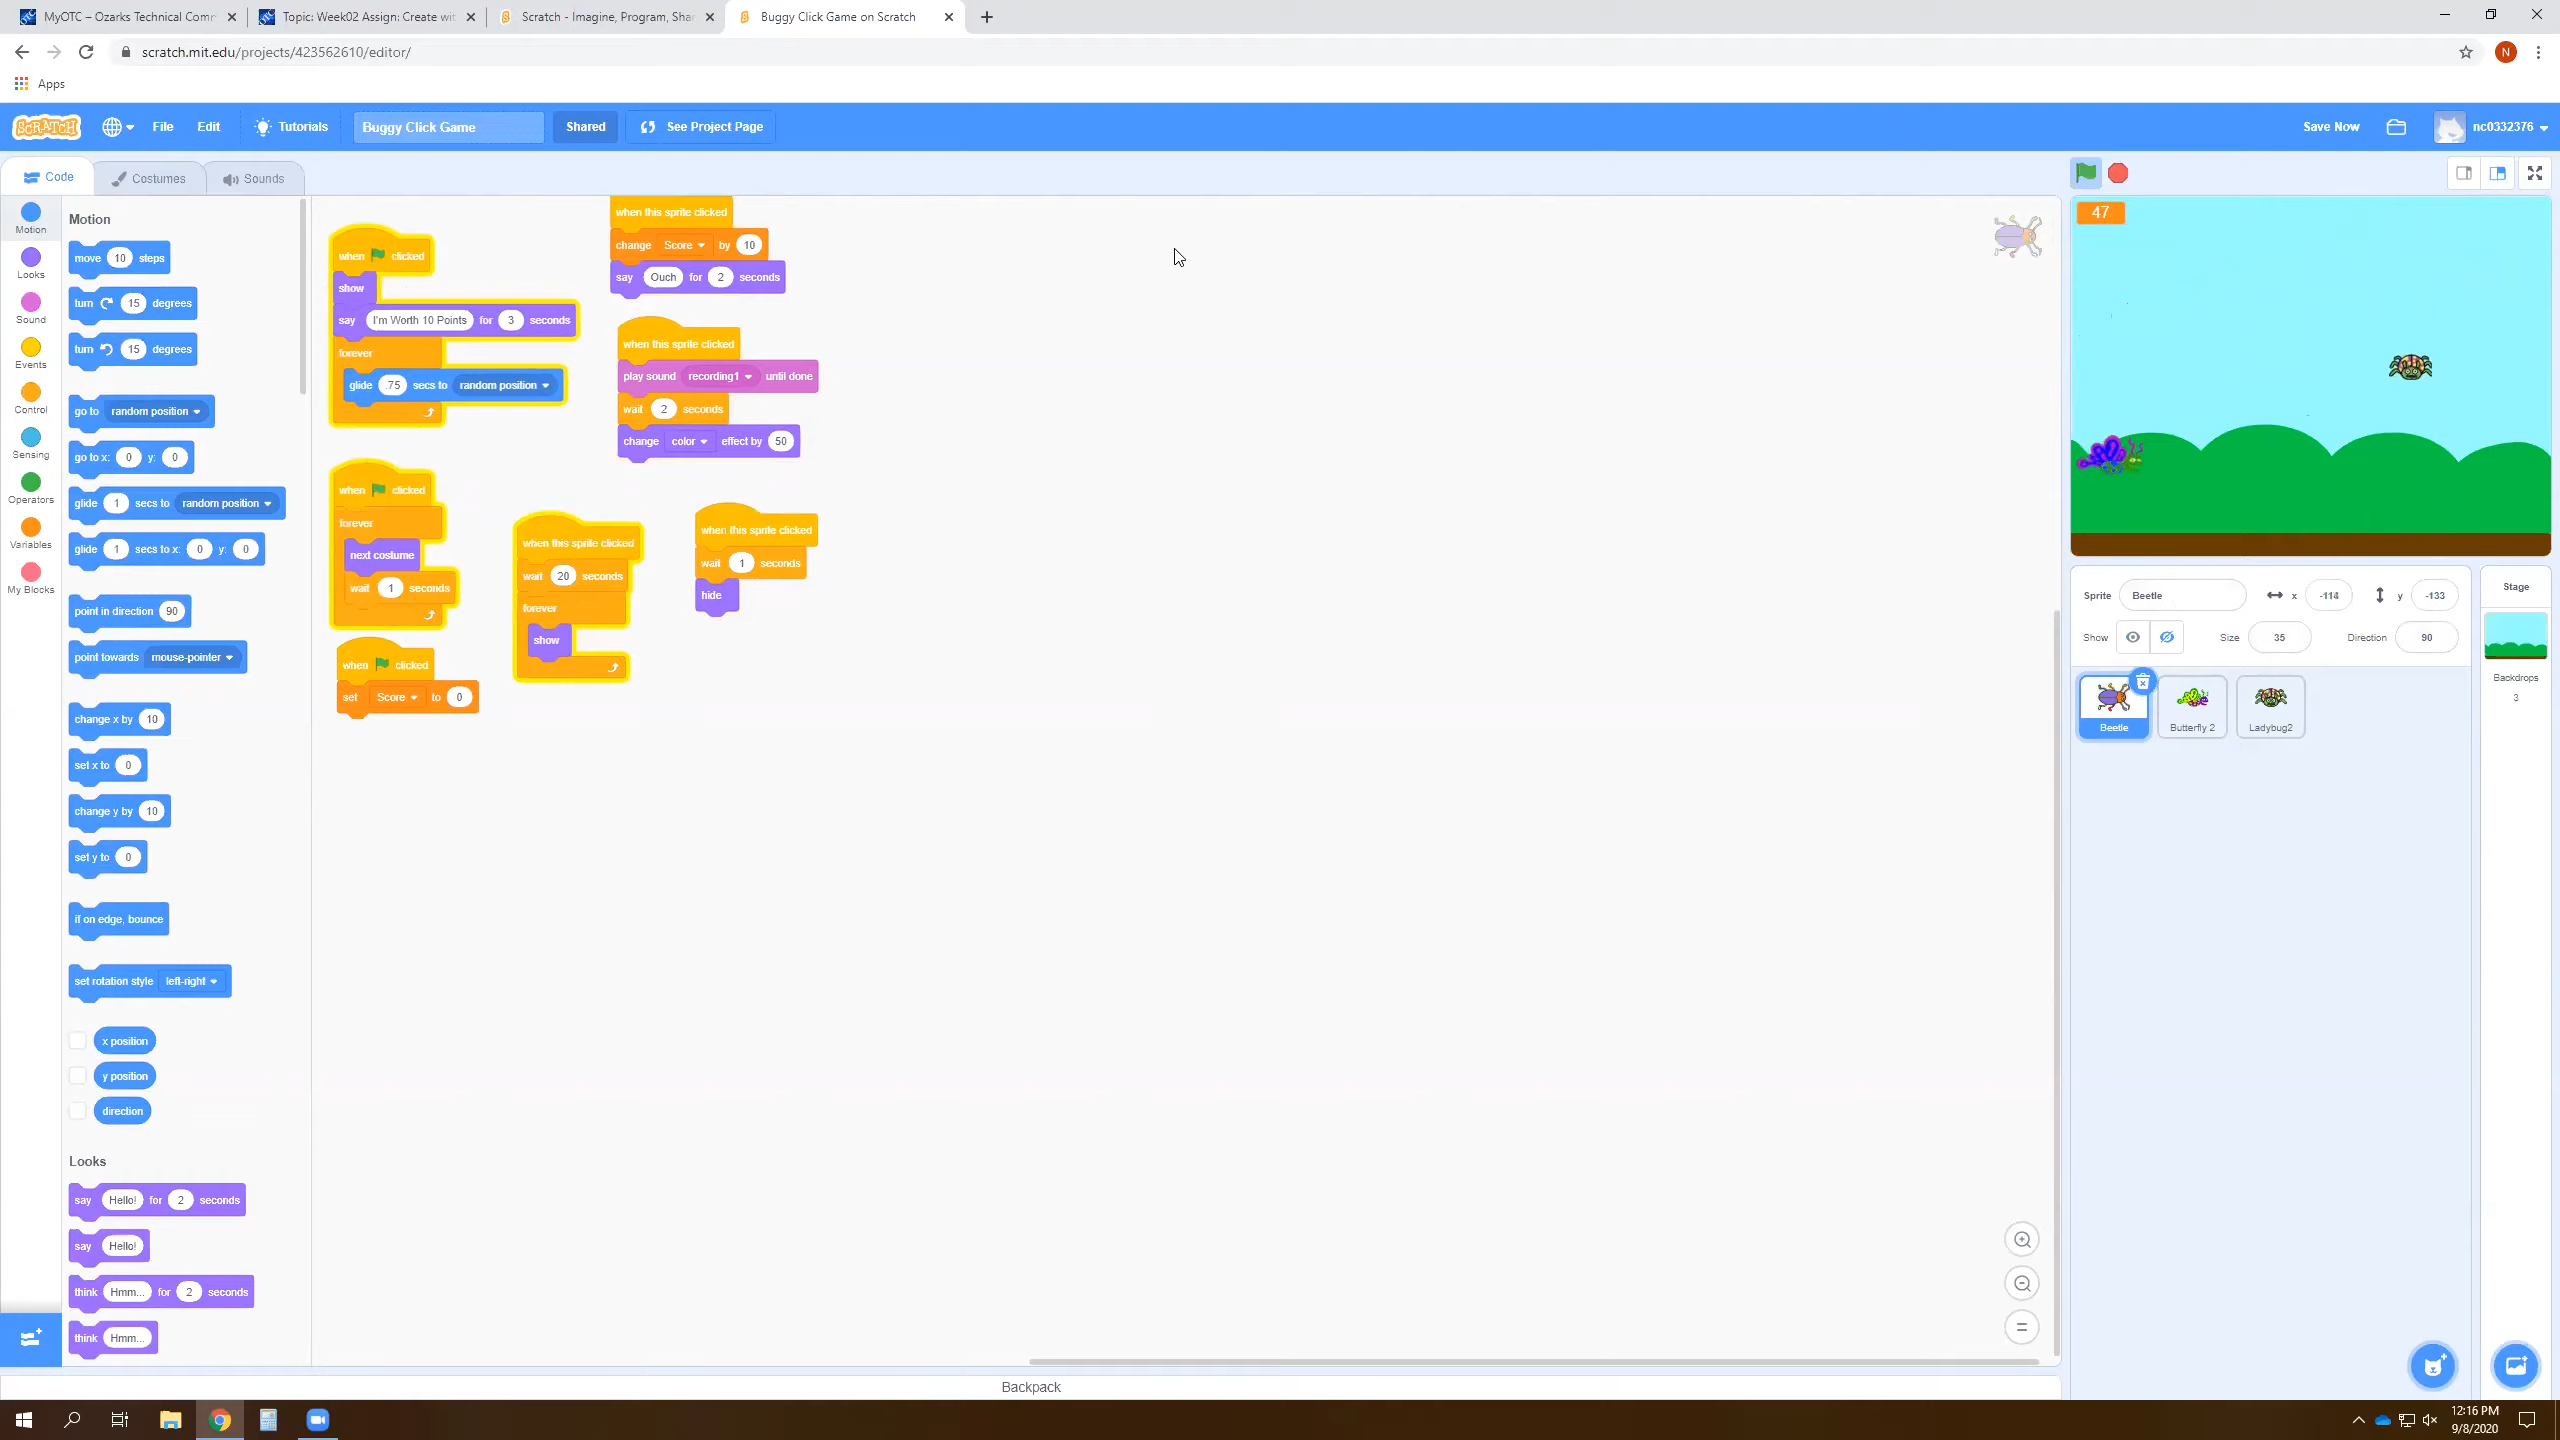 MyOTC – Ozarks Technical Comm
Topic: Week02 Assign: Create wit
Scratch - Imagine, Program, Shar
Buggy Click Game on Scratch
scratch.mit.edu/projects/423562610/editor/
N
Apps
SCRATCH
File
Edit
Tutorials
Buggy Click Game
Shared
See Project Page
Save Now
nc0332376
Code
Costumes
Sounds
Motion
Looks
Sound
Events
Control
Sensing
Operators
Variables
My Blocks
Motion
move 10 steps
turn 15 degrees
turn 15 degrees
go to random position
go to x: 0 y: 0
glide 1 secs to random position
glide 1 secs to x: 0 y: 0
point in direction 90
point towards mouse-pointer
change x by 10
set x to 0
change y by 10
set y to 0
if on edge, bounce
set rotation style left-right
x position
y position
direction
Looks
say Hello! for 2 seconds
say Hello!
think Hmm... for 2 seconds
think Hmm...
when clicked
show
say I'm Worth 10 Points for 3 seconds
forever
glide .75 secs to random position
when clicked
forever
next costume
wait 1 seconds
when clicked
set Score to 0
when this sprite clicked
change Score by 10
say Ouch for 2 seconds
when this sprite clicked
play sound recording1 until done
wait 2 seconds
change color effect by 50
when this sprite clicked
wait 20 seconds
forever
show
when this sprite clicked
wait 1 seconds
hide
47
Sprite Beetle x -114 y -133
Show Size 35 Direction 90
Beetle
Butterfly 2
Ladybug2
Stage
Backdrops
3
Backpack
12:16 PM
9/8/2020